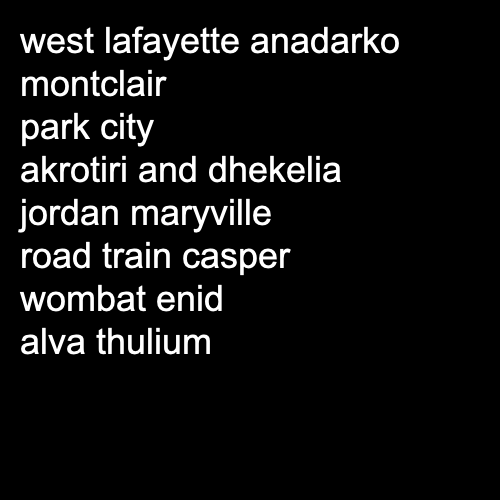 west lafayette anadarko
montclair
park city
akrotiri and dhekelia
jordan maryville
road train casper
wombat enid
alva thulium